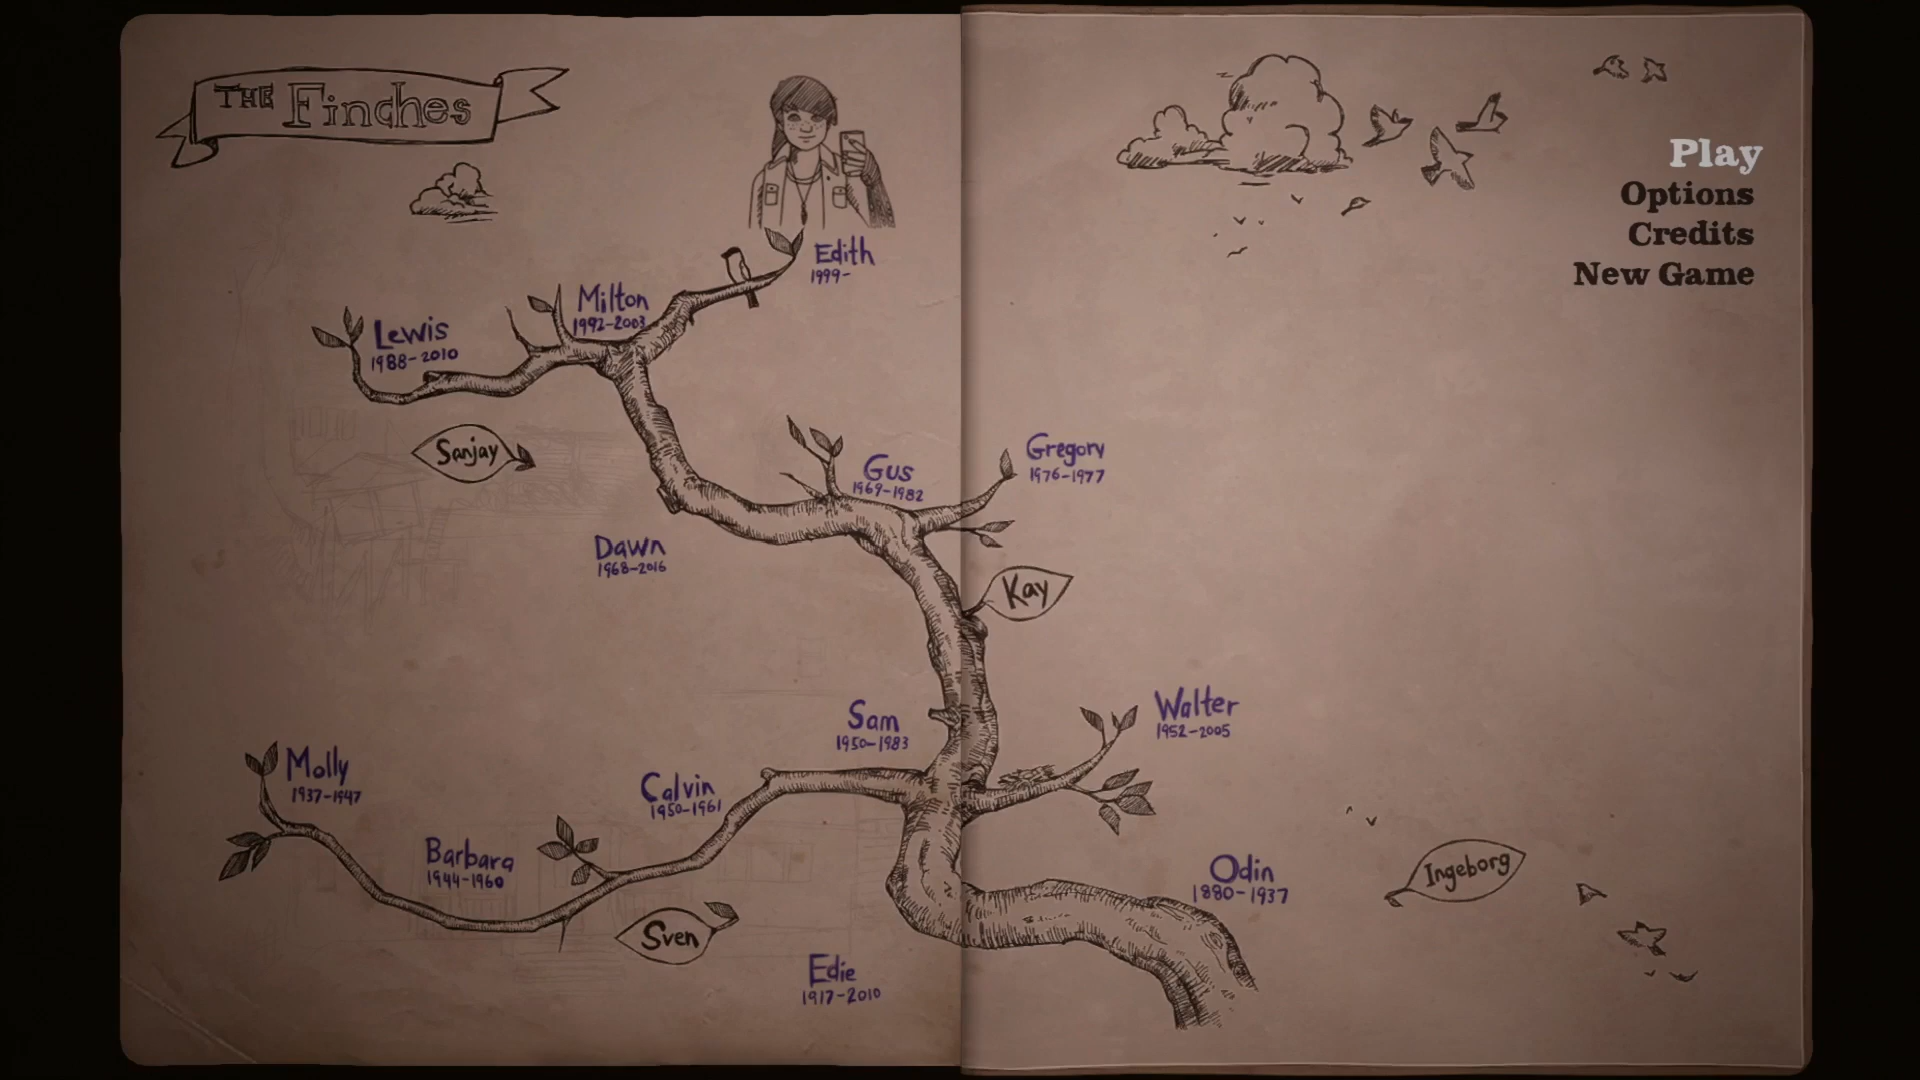 THE Finches
Play
Options
Credits
New Game
Edith
1999-
Milton
1992-2003
Lewis
1988-2010
Sanjay
Gus
1969-1982
Gregory
1976-1977
Dawn
1968-2016
Kay
Sam
1950-1983
Walter
1952-2005
Molly
1937-1947
Calvin
1950-1961
Barbara
1944-1960
Sven
Odin
1880-1937
Ingeborg
Edie
1917-2010